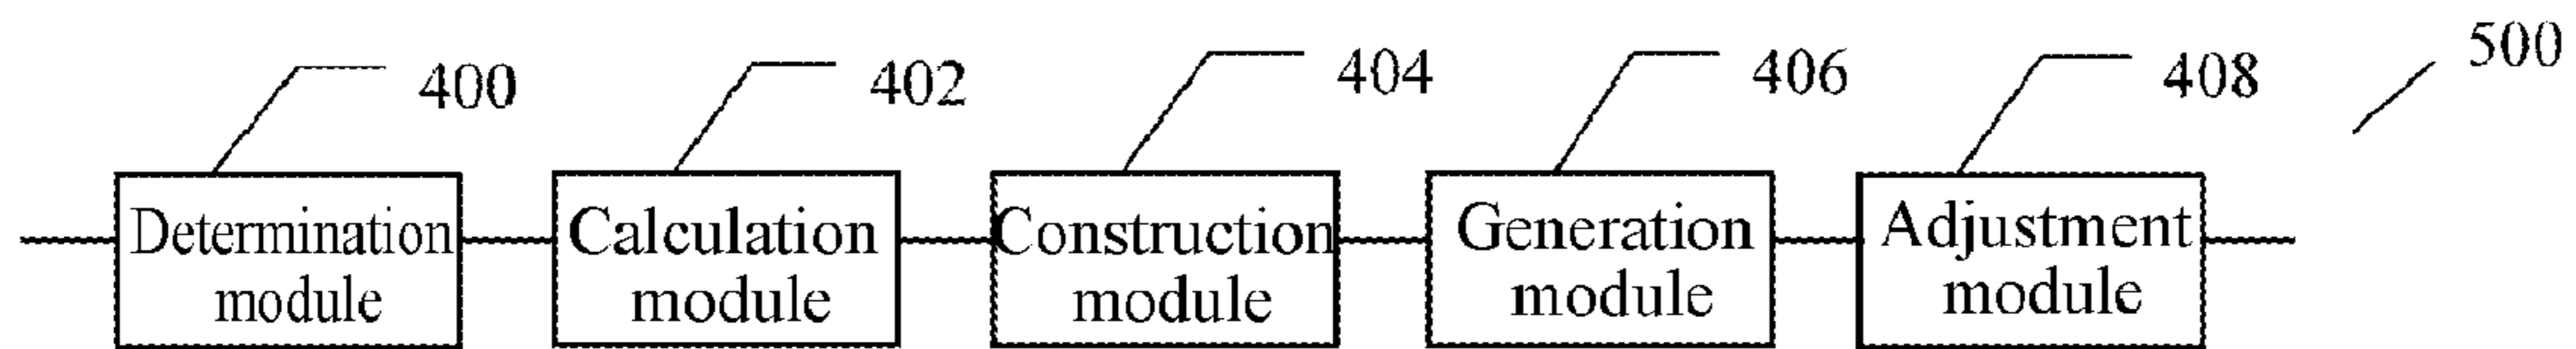 400
402
404
406
408
500
Determination
module
Calculation
module
Construction
module
Generation
module
Adjustment
module